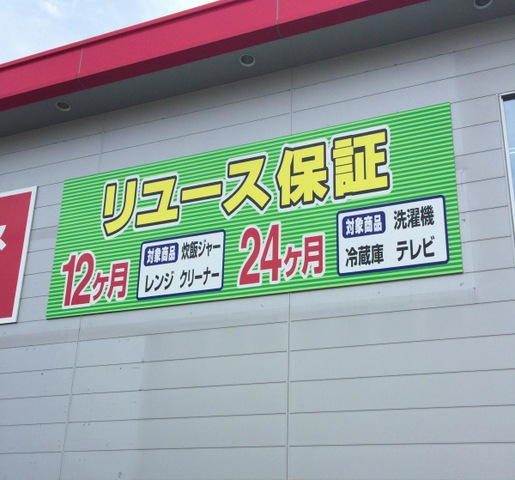 リユース保証
12ヶ月
対象商品 炊飯ジャー
レンジ クリーナー
24ヶ月
対象商品 洗濯機
冷蔵庫 テレビ